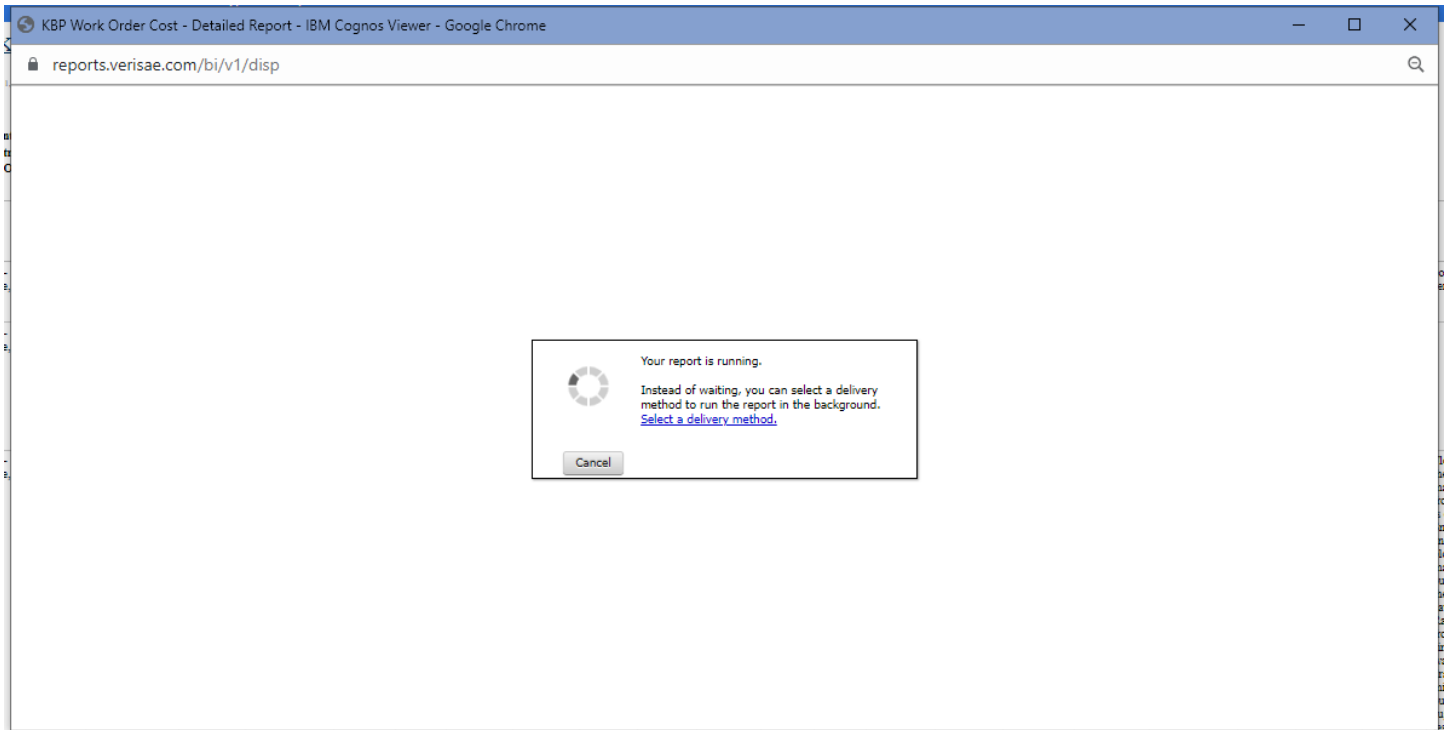 KBP Work Order Cost - Detailed Report - IBM Cognos Viewer - Google Chrome
reports.verisae.com/bi/v1/disp
Your report is running.
Instead of waiting, you can select a delivery
method to run the report in the background.
Select a delivery method.
Cancel